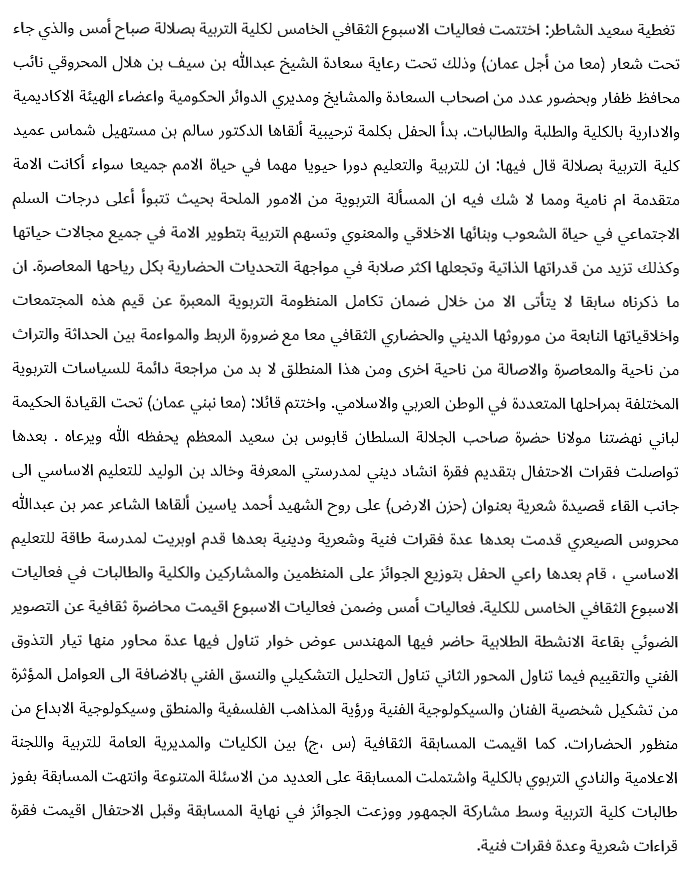 تغطية سعيد الشاطر: اختتمت فعاليات الاسبوع الثقافي الخامس لكلية التربية بصلالة صباح أمس والذي جاء
تحت شعار (معا من أجل عمان) وذلك تحت رعاية سعادة الشيخ عبدالله بن سيف بن هلال المحروقي نائب
محافظ ظفار وبحضور عدد من اصحاب السعادة والمشايخ ومديري الدوائر الحكومية واعضاء الهيئة الاكاديمية
والادارية بالكلية والطلبة والطالبات. بدأ الحفل بكلمة ترحيبية ألقاها الدكتور سالم بن مستهيل شماس عميد
كلية التربية بصلالة قال فيها: ان للتربية والتعليم دورا حيويا مهما في حياة الامم جميعا سواء أكانت الامة
متقدمة ام نامية ومما لا شك فيه ان المسألة التربوية من الامور الملحة بحيث تتبوأ أعلى درجات السلم
الاجتماعي في حياة الشعوب وبنائها الاخلاقي والمعنوي وتسهم التربية بتطوير الامة في جميع مجالات حياتها
وكذلك تزيد من قدراتها الذاتية وتجعلها اكثر صلابة في مواجهة التحديات الحضارية بكل رياحها المعاصرة. ان
ما ذكرناه سابقا لا يتأتى الا من خلال ضمان تكامل المنظومة التربوية المعبرة عن قيم هذه المجتمعات
واخلاقياتها النابعة من موروثها الديني والحضاري الثقافي معا مع ضرورة الربط والمواءمة بين الحداثة والتراث
من ناحية والمعاصرة والاصالة من ناحية اخرى ومن هذا المنطلق لا بد من مراجعة دائمة للسياسات التربوية
المختلفة بمراحلها المتعددة في الوطن العربي والاسلامي. واختتم قائلا: (معا نبني عمان) تحت القيادة الحكيمة
لباني نهضتنا مولانا حضرة صاحب الجلالة السلطان قابوس بن سعيد المعظم يحفظه الله ويرعاه . بعدها
تواصلت فقرات الاحتفال بتقديم فقرة انشاد ديني لمدرستي المعرفة وخالد بن الوليد للتعليم الاساسي الى
جانب القاء قصيدة شعرية بعنوان (حزن الارض) على روح الشهيد أحمد ياسين ألقاها الشاعر عمر بن عبدالله
محروس الصيعري قدمت بعدها عدة فقرات فنية وشعرية ودينية بعدها قدم اوبريت لمدرسة طاقة للتعليم
الاساسي ، قام بعدها راعي الحفل بتوزيع الجوائز على المنظمين والمشاركين والكلية والطالبات في فعاليات
الاسبوع الثقافي الخامس للكلية. فعاليات أمس وضمن فعاليات الاسبوع اقيمت محاضرة ثقافية عن التصوير
الضوئي بقاعة الانشطة الطلابية حاضر فيها المهندس عوض خوار تناول فيها عدة محاور منها تيار التذوق
الفني والتقييم فيما تناول المحور الثاني تناول التحليل التشكيلي والنسق الفني بالاضافة الى العوامل المؤثرة
من تشكيل شخصية الفنان والسيكولوجية الفنية ورؤية المذاهب الفلسفية والمنطق وسيكولوجية الابداع من
منظور الحضارات. كما اقيمت المسابقة الثقافية (س ،ج) بين الكليات والمديرية العامة للتربية واللجنة
الاعلامية والنادي التربوي بالكلية واشتملت المسابقة على العديد من الاسئلة المتنوعة وانتهت المسابقة بفوز
طالبات كلية التربية وسط مشاركة الجمهور ووزعت الجوائز في نهاية المسابقة وقبل الاحتفال اقيمت فقرة
قراءات شعرية وعدة فقرات فنية.